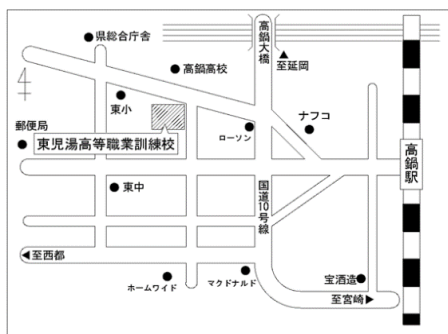 県総合庁舎
高鍋大橋
至延岡
高鍋高校
東小
ナフコ
郵便局
ローソン
東児湯高等職業訓練校
高鍋駅
東中
国道10号線
至西都
宝酒造
ホームワイド
マクドナルド
至宮崎